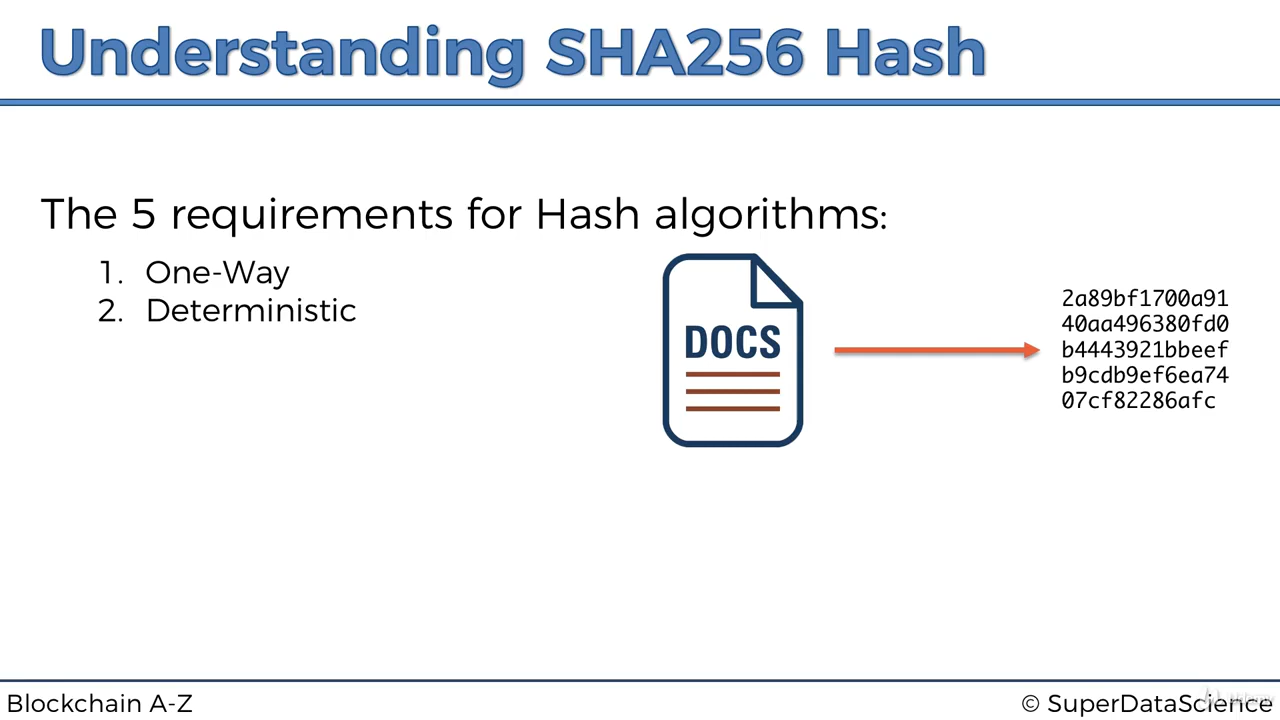 Understanding SHA256 Hash
The 5 requirements for Hash algorithms:
1. One-Way
2. Deterministic
DOCS
2a89bf1700a91
40aa496380fd0
b4443921bbeef
b9cdb9ef6ea74
07cf82286afc
Blockchain A-Z
© SuperDataScience